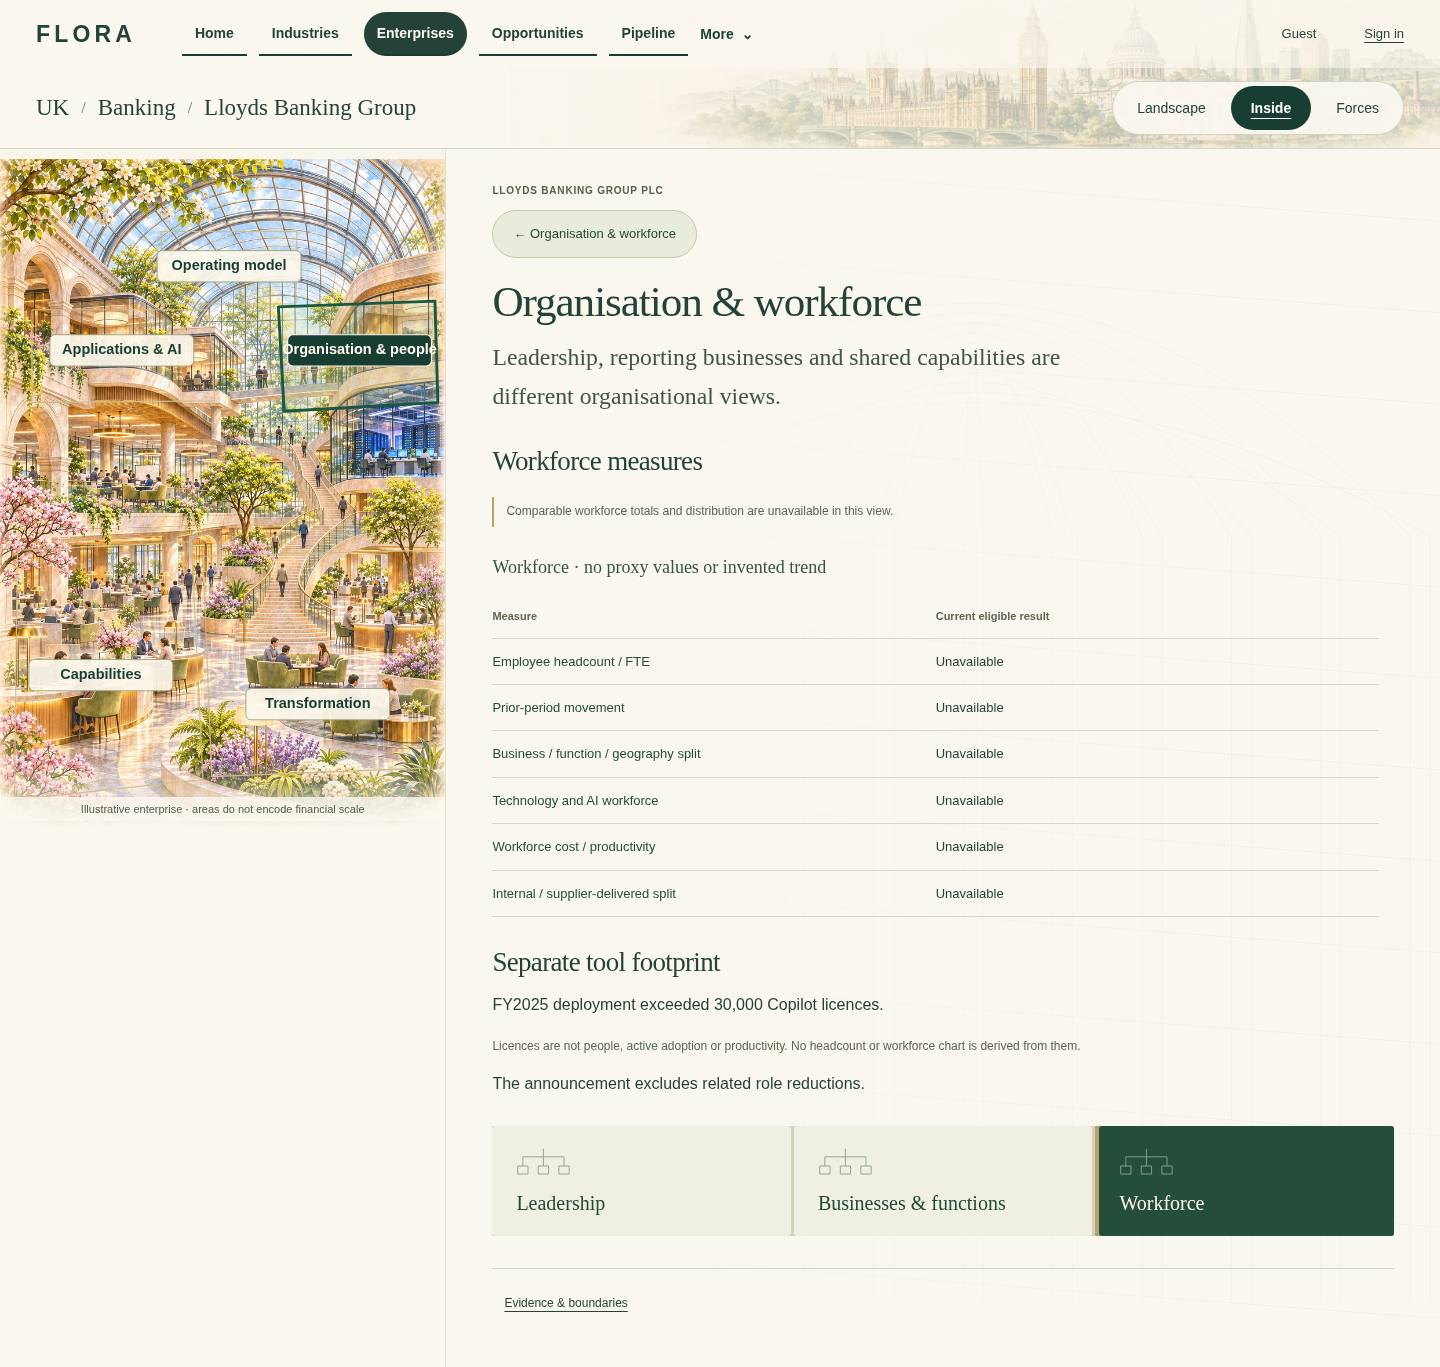 FLORA
Home
Industries
Enterprises
Opportunities
Pipeline
More
Guest
Sign in
UK / Banking / Lloyds Banking Group
Landscape
Inside
Forces
Operating model
Applications & AI
Organisation & people
Capabilities
Transformation
Illustrative enterprise · areas do not encode financial scale
LLOYDS BANKING GROUP PLC
← Organisation & workforce
Organisation & workforce
Leadership, reporting businesses and shared capabilities are
different organisational views.
Workforce measures
Comparable workforce totals and distribution are unavailable in this view.
Workforce · no proxy values or invented trend
Measure Current eligible result
Employee headcount / FTE Unavailable
Prior-period movement Unavailable
Business / function / geography split Unavailable
Technology and AI workforce Unavailable
Workforce cost / productivity Unavailable
Internal / supplier-delivered split Unavailable
Separate tool footprint
FY2025 deployment exceeded 30,000 Copilot licences.
Licences are not people, active adoption or productivity. No headcount or workforce chart is derived from them.
The announcement excludes related role reductions.
Leadership
Businesses & functions
Workforce
Evidence & boundaries